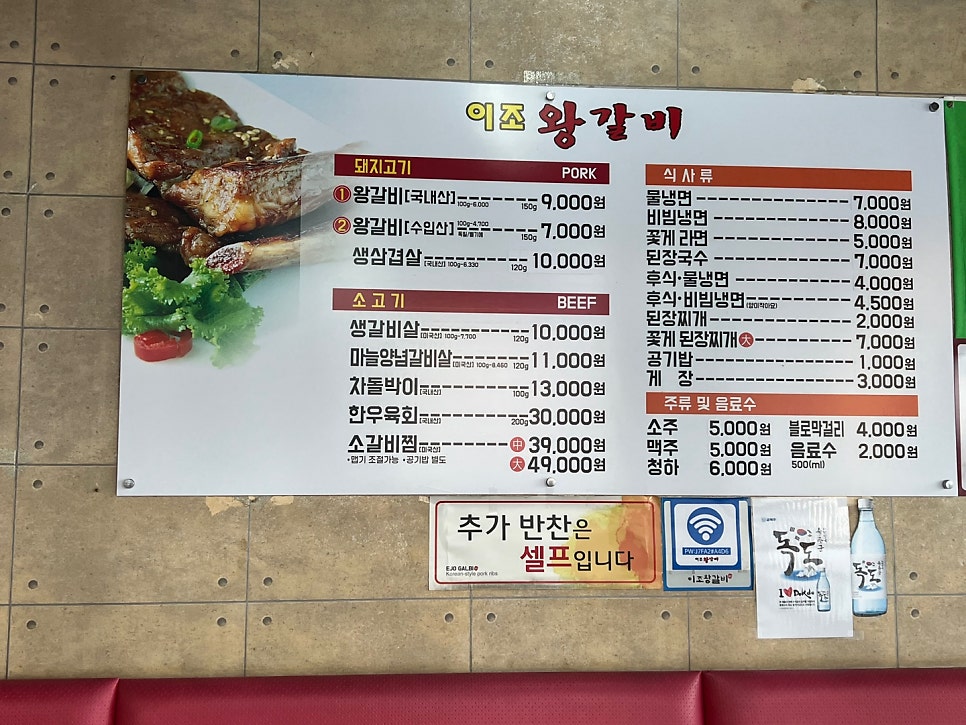 이조 왕갈비
돼지고기 PORK
① 왕갈비[국내산] 100g-6.000 150g 9,000원
② 왕갈비[수입산] 100g-4.700 150g 7,000원
생삼겹살 [국내산] 100g-8.330 120g 10,000원
소고기 BEEF
생갈비살 [미국산] 100g-7,700 120g 10,000원
마늘양념갈비살 [미국산] 100g-8,460 120g 11,000원
차돌박이 [국내산] 100g 13,000원
한우육회 [국내산] 200g 30,000원
소갈비찜 [미국산] 中 39,000원
•맵기 조절가능 •공기밥 별도 大 49,000원
식사류
물냉면 7,000원
비빔냉면 8,000원
꽃게 라면 5,000원
된장국수 7,000원
후식·물냉면 4,000원
후식·비빔냉면 4,500원
된장찌개 2,000원
꽃게 된장찌개 大 7,000원
공기밥 1,000원
게 장 3,000원
주류 및 음료수
소주 5,000원 블로막걸리 4,000원
맥주 5,000원 음료수 2,000원
청하 6,000원 500(ml)
추가 반찬은
셀프입니다
EJO GALBI
Korean-style pork ribs
PW:J7FA2#A4D6
이조왕갈비
이조왕갈비
독도
I ♥ Dokdo
독도
독도